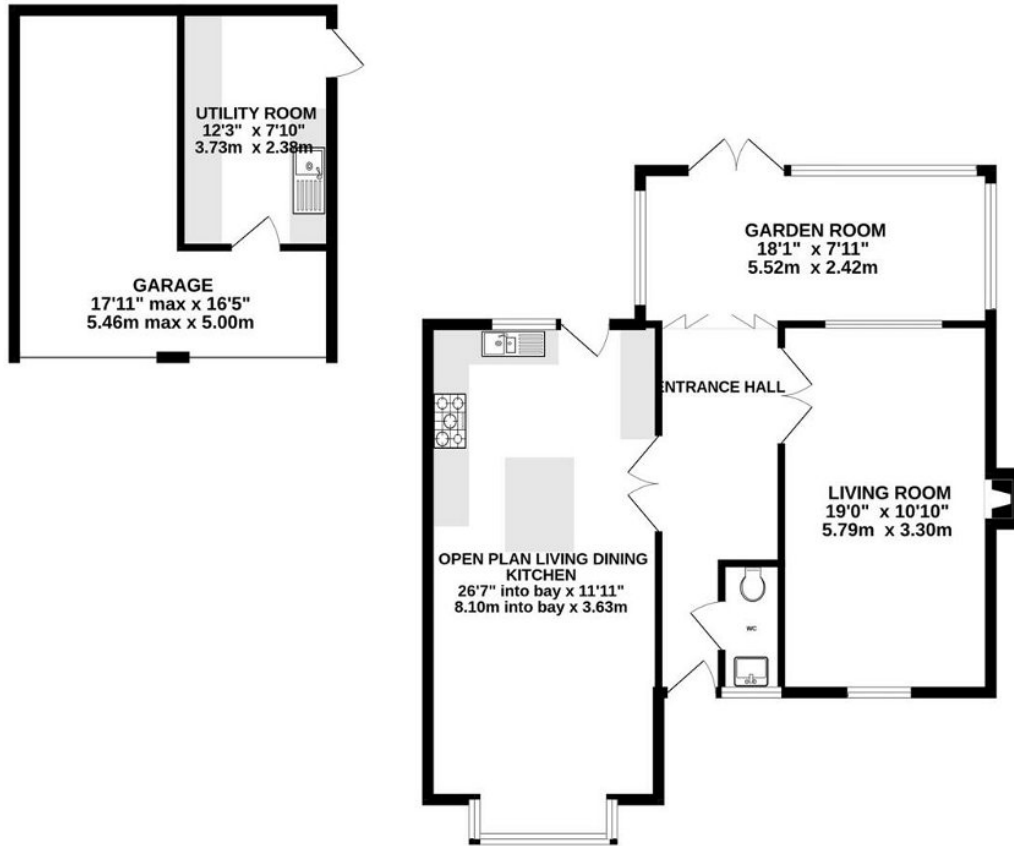 UTILITY ROOM
12'3" x 7'10"
3.73m x 2.38m
GARAGE
17'11" max x 16'5"
5.46m max x 5.00m
GARDEN ROOM
18'1" x 7'11"
5.52m x 2.42m
ENTRANCE HALL
LIVING ROOM
19'0" x 10'10"
5.79m x 3.30m
OPEN PLAN LIVING DINING
KITCHEN
26'7" into bay x 11'11"
8.10m into bay x 3.63m
WC